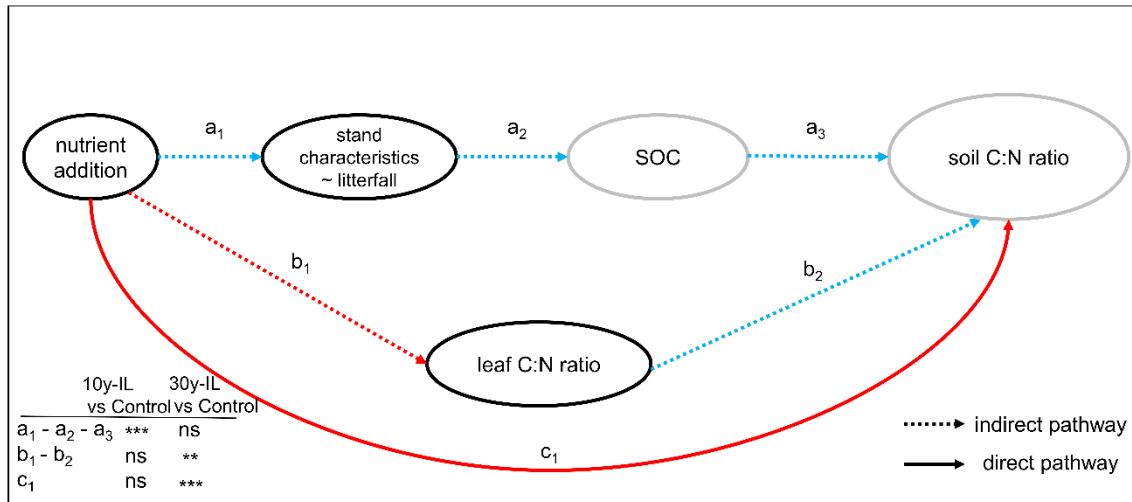 nutrient
addition
a₁
stand
characteristics
~ litterfall
a₂
SOC
a₃
soil C:N ratio
b₁
b₂
leaf C:N ratio
c₁
10y-IL 30y-IL
vs Control vs Control
a₁ - a₂ - a₃ *** ns
b₁ - b₂ ns **
c₁ ns ***
indirect pathway
direct pathway